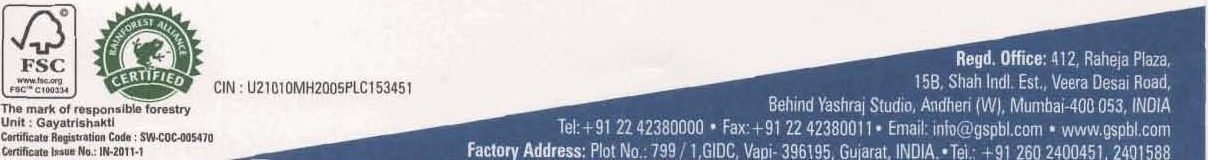 FSC
www.fsc.org
FSC™ C100334
RAINFOREST ALLIANCE
CERTIFIED
The mark of responsible forestry
Unit : Gayatrishakti
Certificate Registration Code : SW-COC-005470
Certificate Issue No.: IN-2011-1
CIN : U21010MH2005PLC153451
Regd. Office: 412, Raheja Plaza,
15B, Shah Indl. Est., Veera Desai Road,
Behind Yashraj Studio, Andheri (W), Mumbai-400 053, INDIA
Tel: +91 22 42380000 • Fax: +91 22 42380011 • Email: info@gspbl.com • www.gspbl.com
Factory Address: Plot No.: 799 / 1,GIDC, Vapi- 396195, Gujarat, INDIA. • Tel.: +91 260 2400451, 2401588